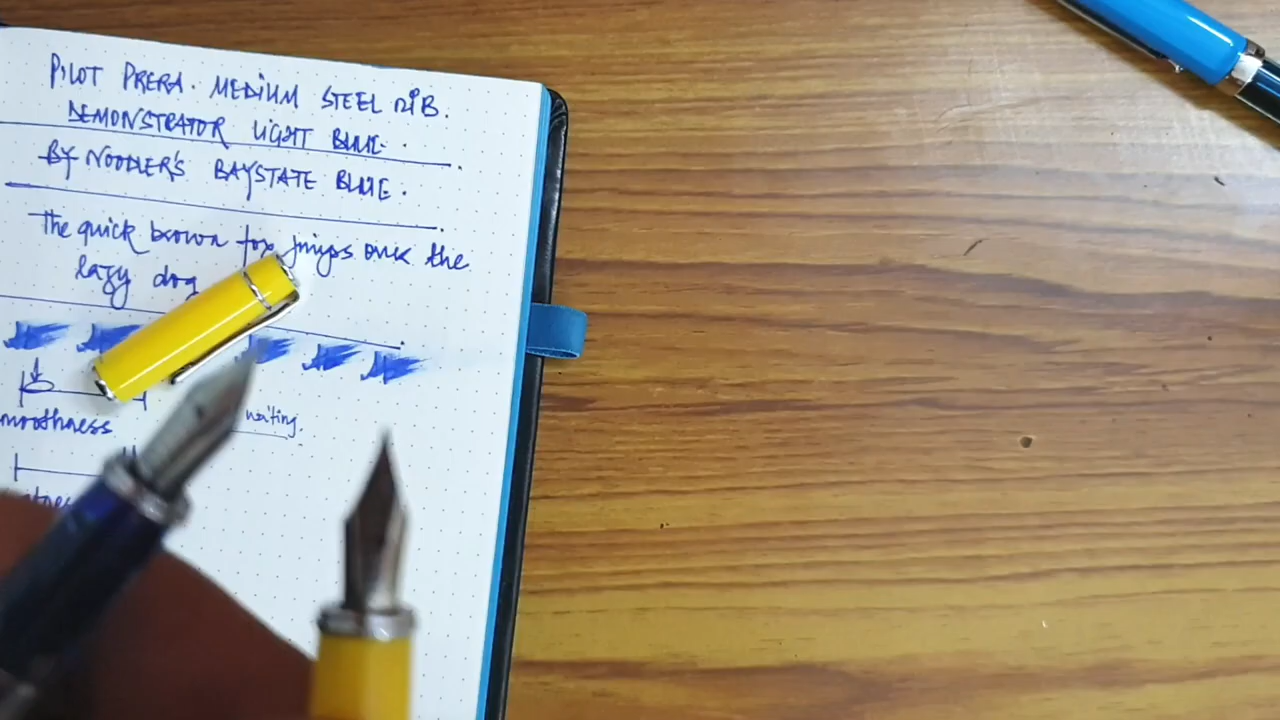 PILOT PRERA. MEDIUM STEEL NIB.
DEMONSTRATOR LIGHT BLUE.
BY NOODLER'S BAYSTATE BLUE.
The quick brown fox jumps over the
lazy dog
moothness
writing.